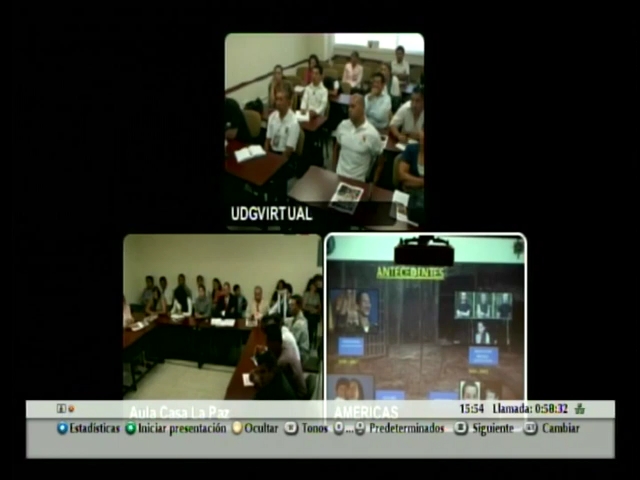 UDGVIRTUAL
ANTECEDENTES
Aula Casa La Paz
AMERICAS
15:54 Llamada: 0:58:32
Estadísticas Iniciar presentación Ocultar Tonos ... Predeterminados Siguiente Cambiar